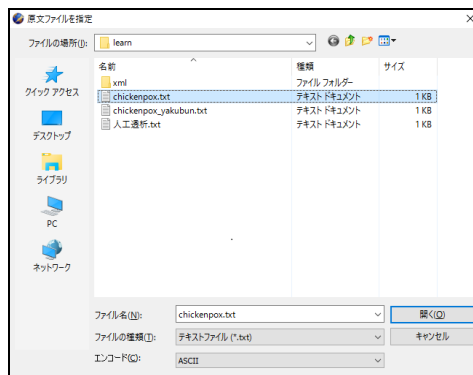 原文ファイルを指定
ファイルの場所(I):
learn
名前
種類
サイズ
xml
ファイル フォルダー
chickenpox.txt
テキスト ドキュメント
1 KB
chickenpox_yakubun.txt
テキスト ドキュメント
1 KB
人工透析.txt
テキスト ドキュメント
1 KB
クイック アクセス
デスクトップ
ライブラリ
PC
ネットワーク
ファイル名(N):
chickenpox.txt
開く(O)
ファイルの種類(T):
テキストファイル (*.txt)
キャンセル
エンコード(C):
ASCII